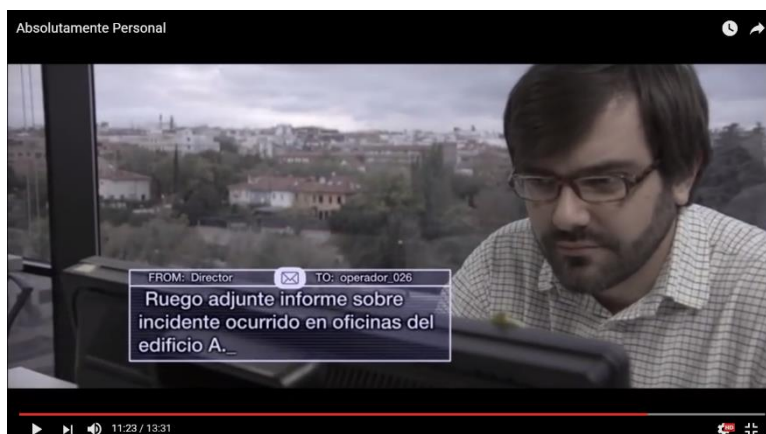 Absolutamente Personal
FROM: Director TO: operador_026
Ruego adjunte informe sobre
incidente ocurrido en oficinas del
edificio A._
11:23 / 13:31
HD